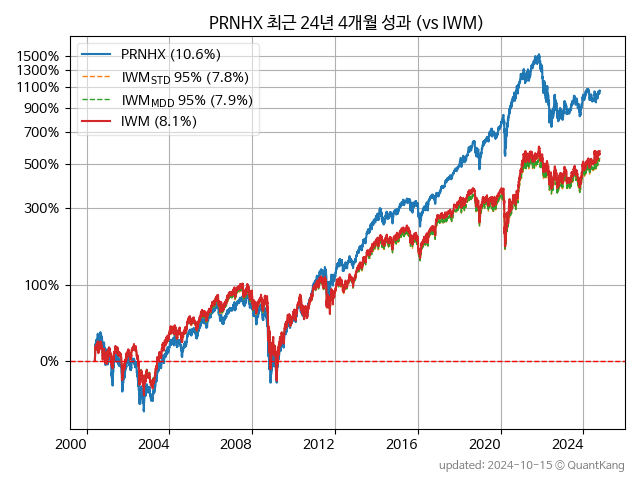 PRNHX 최근 24년 4개월 성과 (vs IWM)
PRNHX (10.6%)
IWM_STD 95% (7.8%)
IWM_MDD 95% (7.9%)
IWM (8.1%)
1500%
1300%
1100%
900%
700%
500%
300%
100%
0%
2000 2004 2008 2012 2016 2020 2024
updated: 2024-10-15 © QuantKang